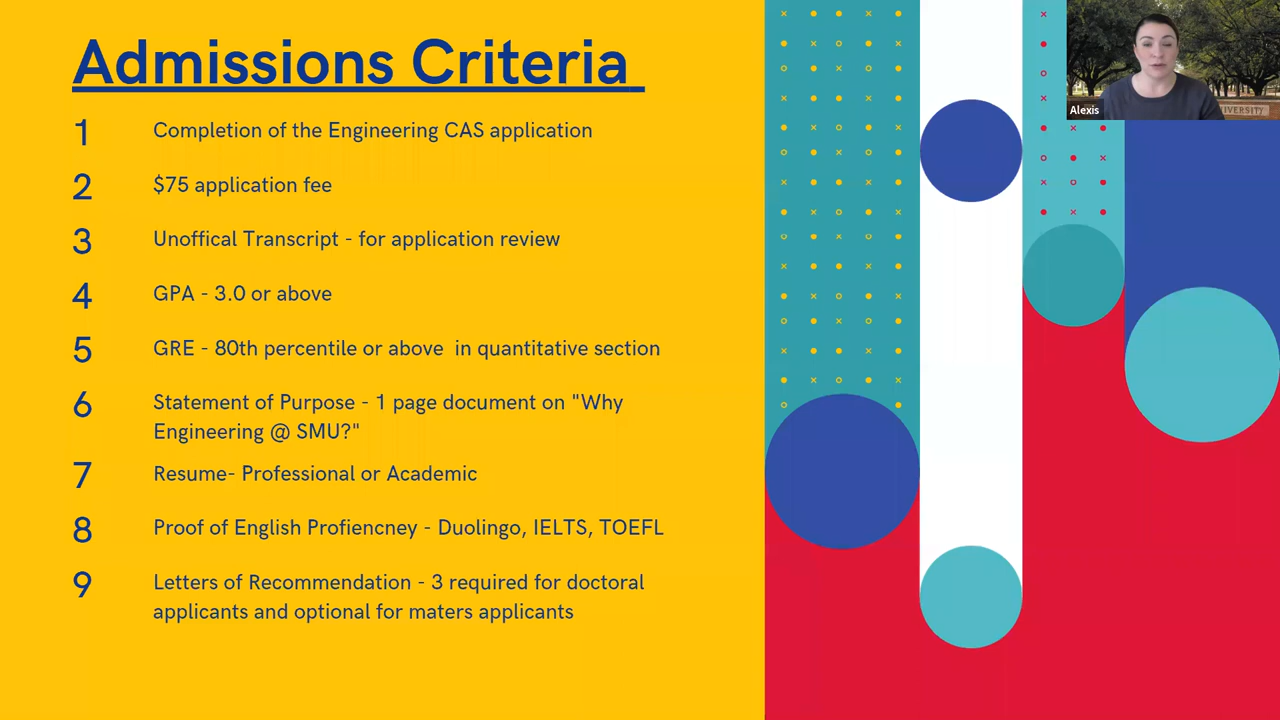 Admissions Criteria
1 Completion of the Engineering CAS application
2 $75 application fee
3 Unoffical Transcript - for application review
4 GPA - 3.0 or above
5 GRE - 80th percentile or above in quantitative section
6 Statement of Purpose - 1 page document on "Why
Engineering @ SMU?"
7 Resume- Professional or Academic
8 Proof of English Profiencney - Duolingo, IELTS, TOEFL
9 Letters of Recommendation - 3 required for doctoral
applicants and optional for maters applicants
Alexis
VERSITY